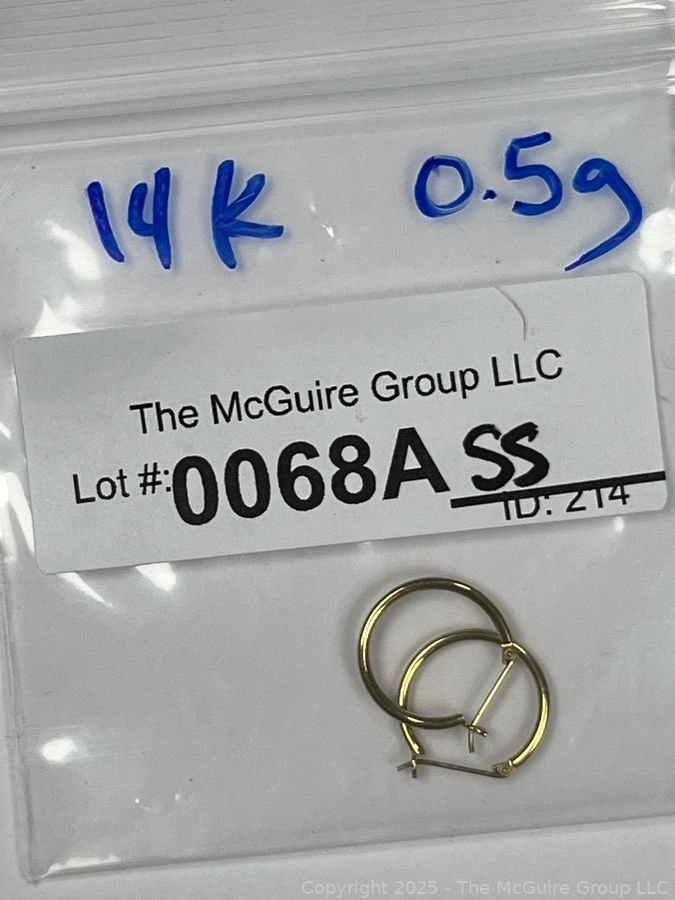 14K 0.5g
The McGuire Group LLC
Lot #:0068A SS
ID: 214
Copyright 2025 - The McGuire Group LLC